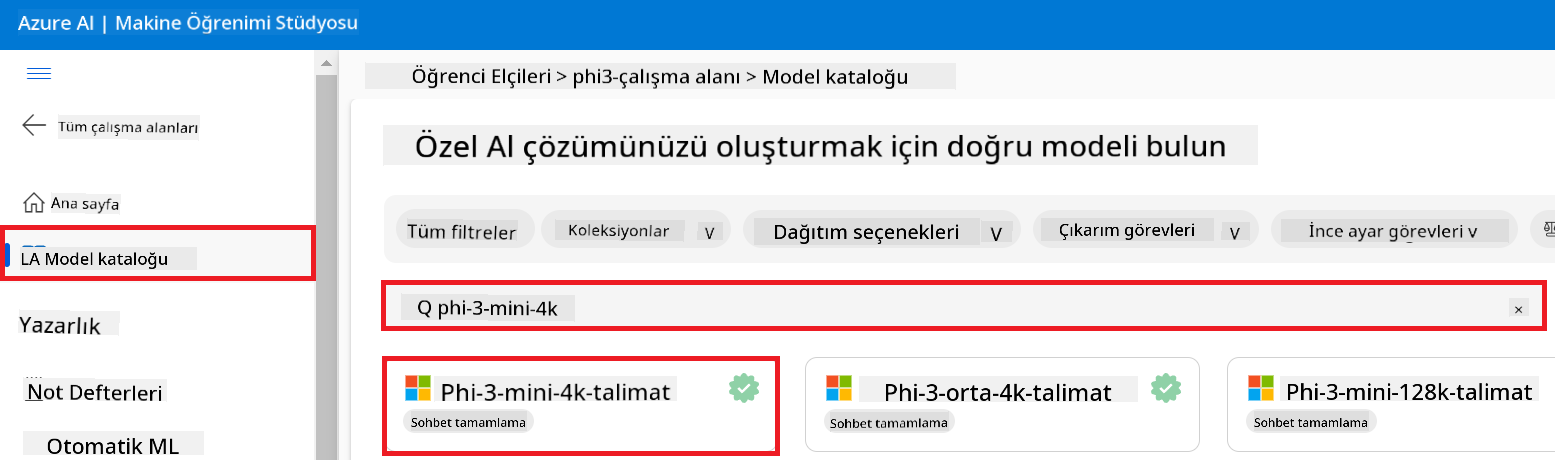 Azure AI | Makine Öğrenimi Stüdyosu
Öğrenci Elçileri > phi3-çalışma alanı > Model kataloğu
Tüm çalışma alanları
Ana sayfa
LA Model kataloğu
Yazarlık
Not Defterleri
Otomatik ML
Özel AI çözümünüzü oluşturmak için doğru modeli bulun
Tüm filtreler Koleksiyonlar v Dağıtım seçenekleri v Çıkarım görevleri v İnce ayar görevleri v
Q phi-3-mini-4k ×
Phi-3-mini-4k-talimat
Sohbet tamamlama
Phi-3-orta-4k-talimat
Sohbet tamamlama
Phi-3-mini-128k-talimat
Sohbet tamamlama